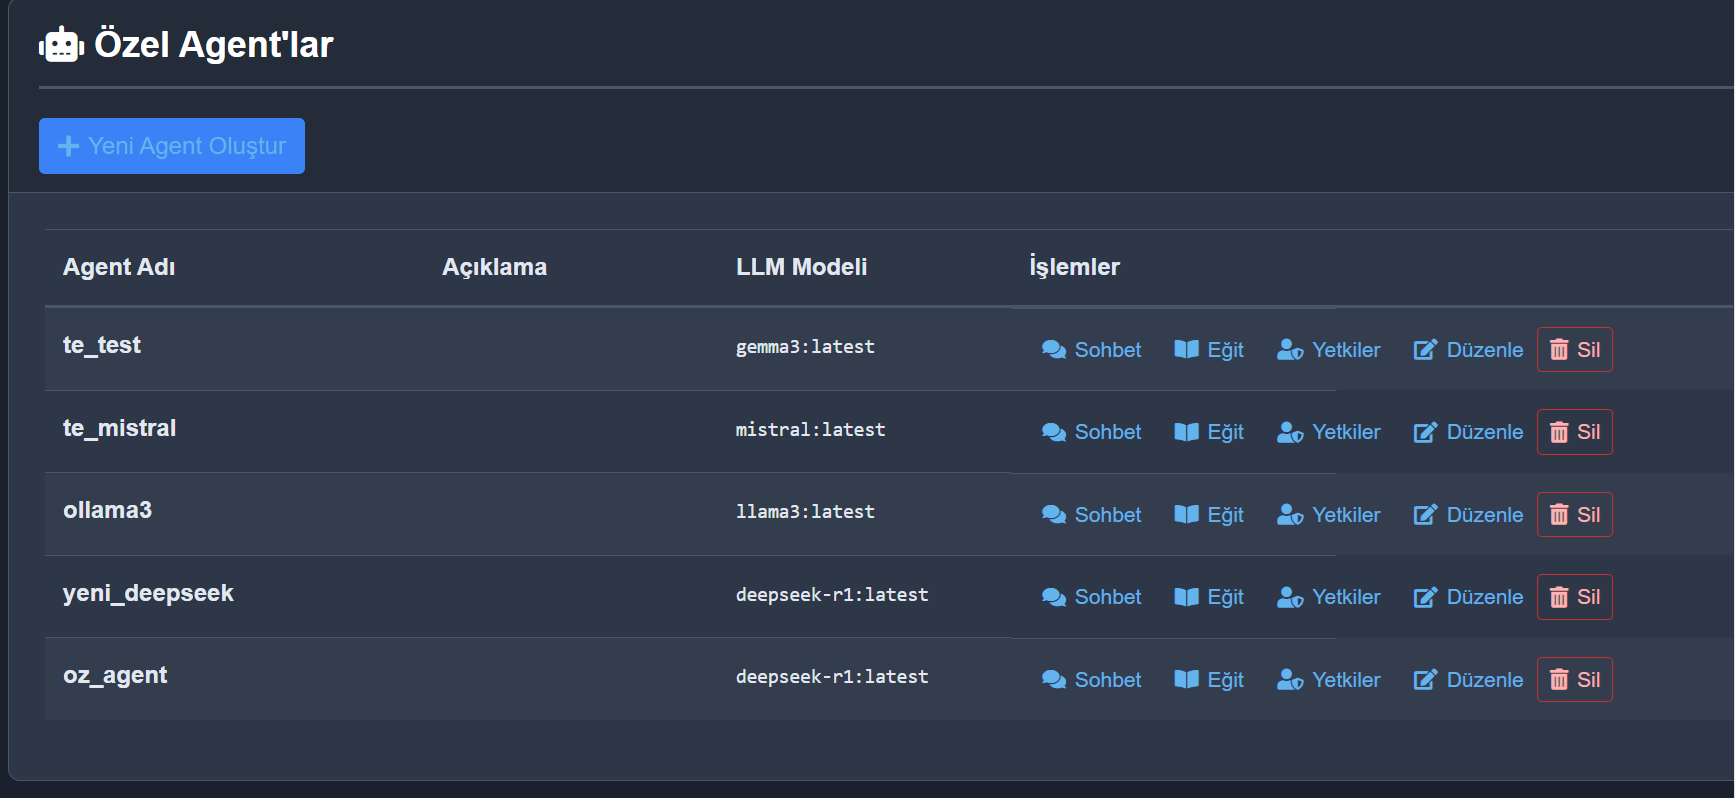 Özel Agent'lar
Yeni Agent Oluştur
Agent Adı Açıklama LLM Modeli İşlemler
te_test gemma3:latest Sohbet Eğit Yetkiler Düzenle Sil
te_mistral mistral:latest Sohbet Eğit Yetkiler Düzenle Sil
ollama3 llama3:latest Sohbet Eğit Yetkiler Düzenle Sil
yeni_deepseek deepseek-r1:latest Sohbet Eğit Yetkiler Düzenle Sil
oz_agent deepseek-r1:latest Sohbet Eğit Yetkiler Düzenle Sil